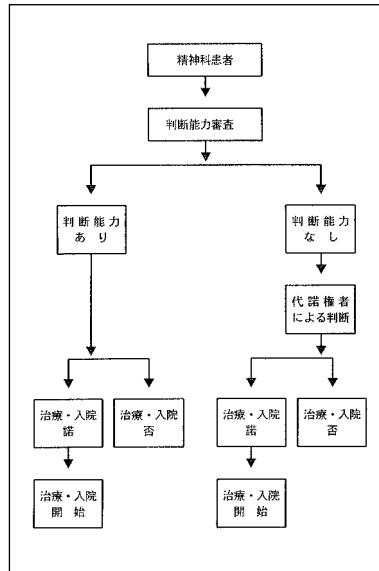 精神科患者
判断能力審査
判断能力
あり
判断能力
なし
代諾権者
による判断
治療・入院
諾
治療・入院
否
治療・入院
諾
治療・入院
否
治療・入院
開始
治療・入院
開始